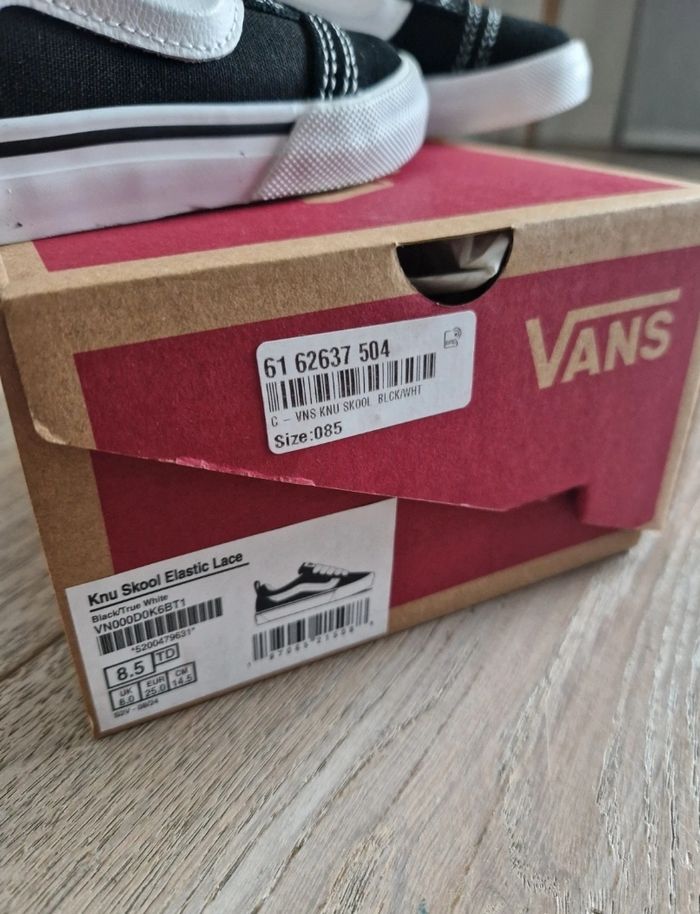 61 62637 504
C - VNS KNU SKOOL BLCK/WHT
Size:085
VANS
Knu Skool Elastic Lace
Black/True White
VN000D0K6BT1
*5200479631*
8.5 TD
UK EUR CM
8.0 25.0 14.5